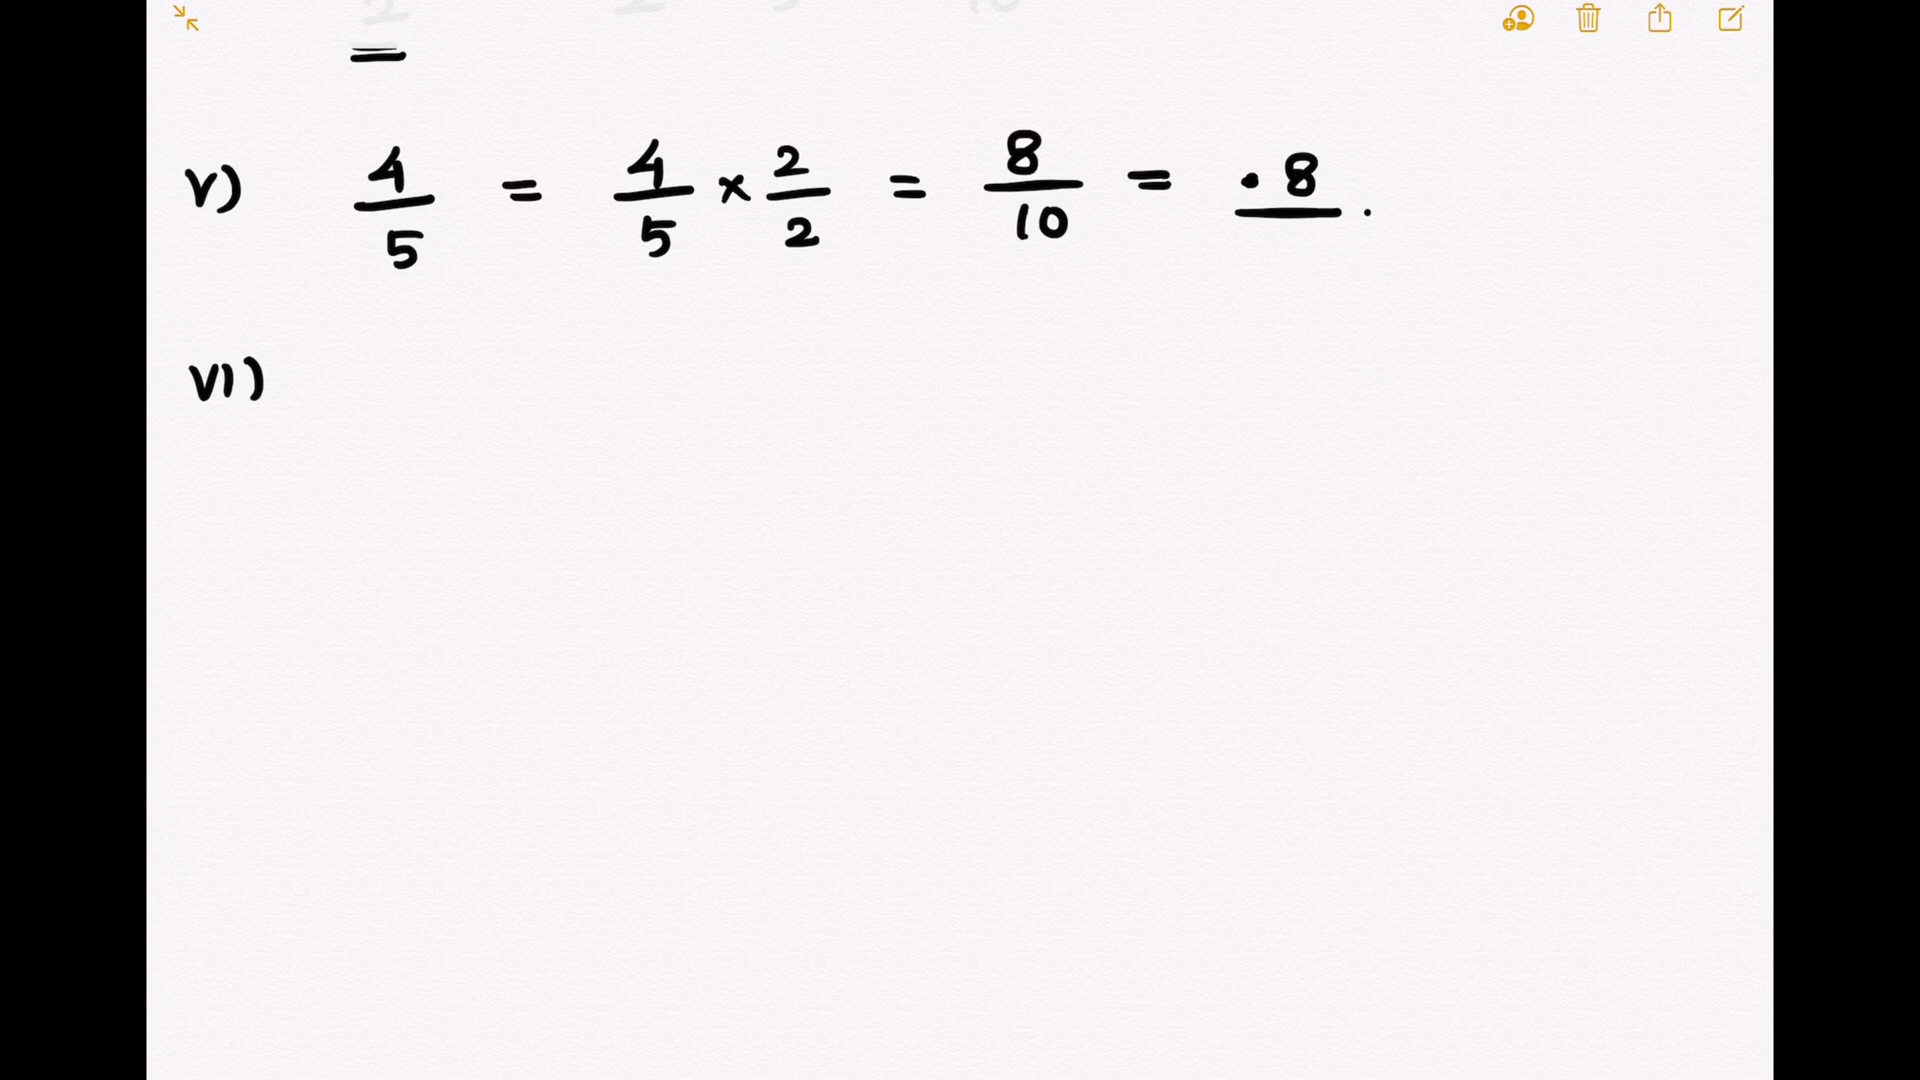 V) 4/5 = 4/5 × 2/2 = 8/10 = .8.
VI)